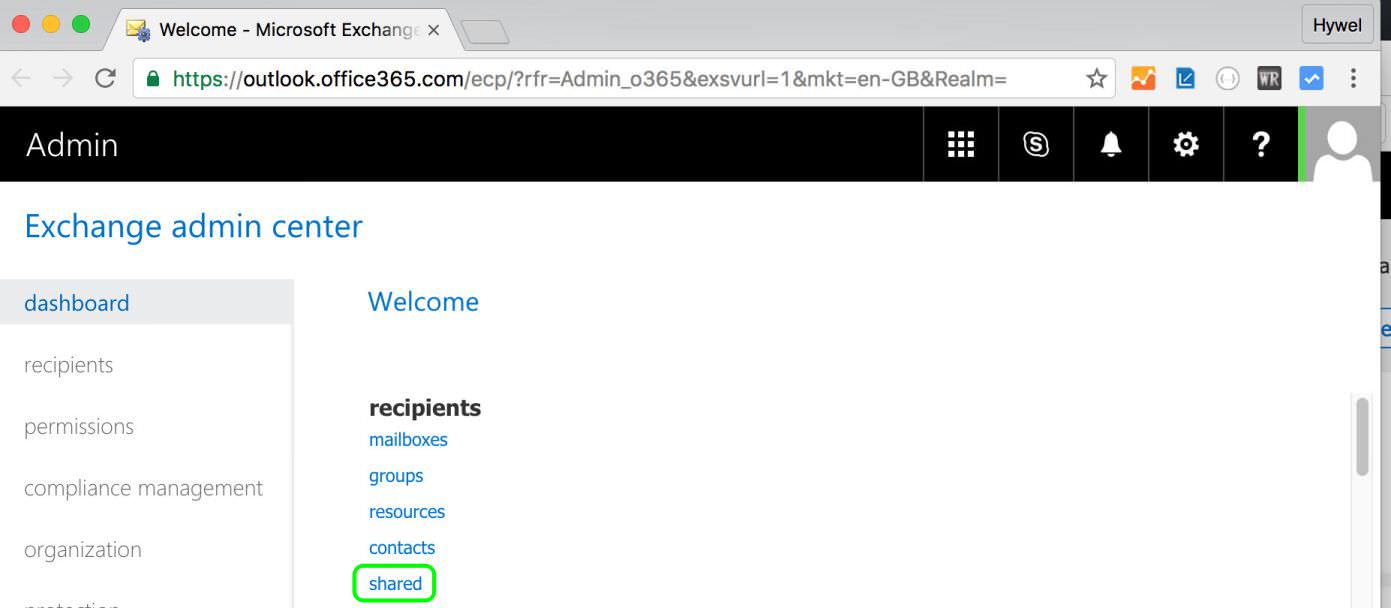 Welcome - Microsoft Exchange
Hywel
https://outlook.office365.com/ecp/?rfr=Admin_o365&exsvurl=1&mkt=en-GB&Realm=
WR
Admin
S
?
Exchange admin center
dashboard
recipients
permissions
compliance management
organization
Welcome
recipients
mailboxes
groups
resources
contacts
shared